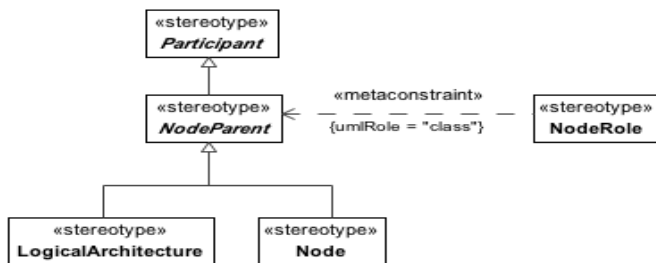 «stereotype»
Participant
«stereotype»
NodeParent
«metaconstraint»
{umlRole = "class"}
«stereotype»
NodeRole
«stereotype»
LogicalArchitecture
«stereotype»
Node